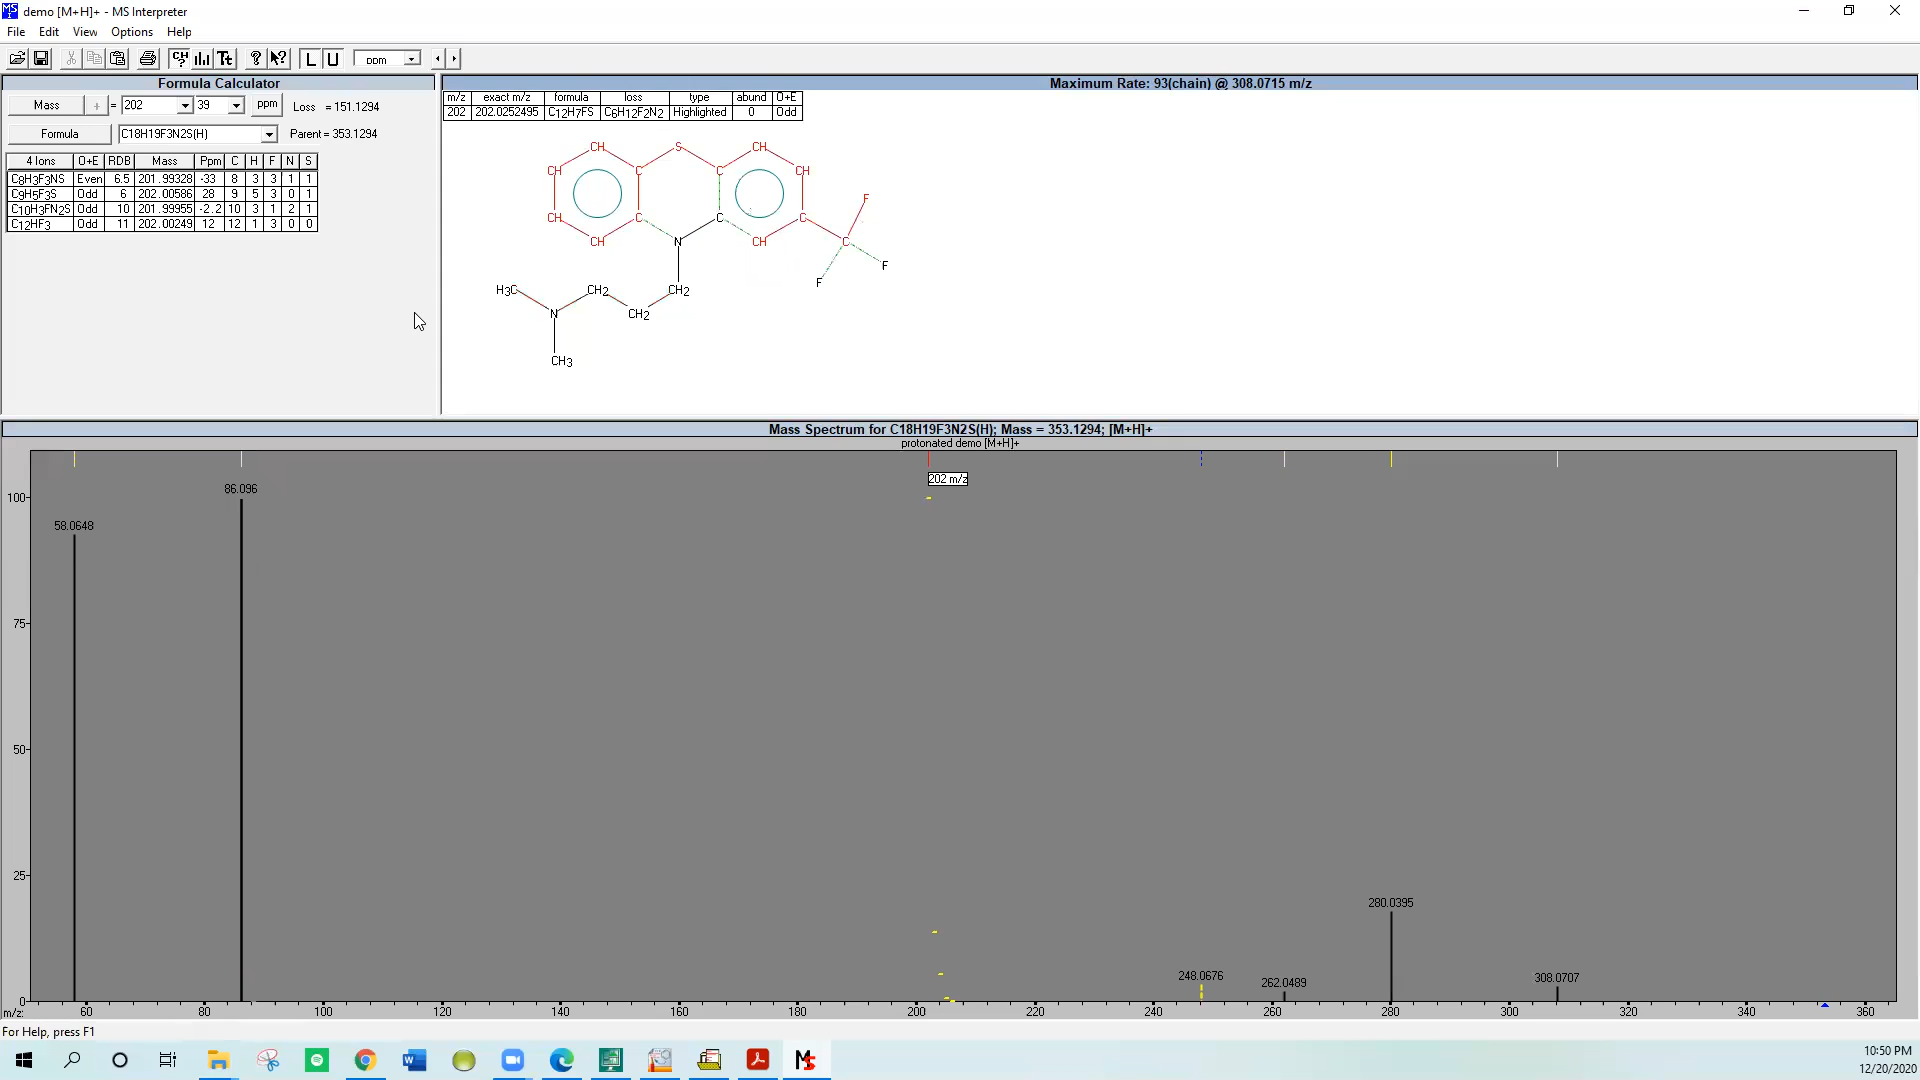 demo [M+H]+ - MS Interpreter
File Edit View Options Help
L U ppm
Formula Calculator
Mass + = 202 39 ppm Loss = 151.1294
Formula C18H19F3N2S(H) Parent = 353.1294
4 Ions O+E RDB Mass Ppm C H F N S
C8H3F3NS Even 6.5 201.99328 -33 8 3 3 1 1
C9H5F3S Odd 6 202.00586 28 9 5 3 0 1
C10H3FN2S Odd 10 201.99955 -2.2 10 3 1 2 1
C12HF3 Odd 11 202.00249 12 12 1 3 0 0
Maximum Rate: 93(chain) @ 308.0715 m/z
m/z exact m/z formula loss type abund O+E
202 202.0252495 C12H7FS C6H12F2N2 Highlighted 0 Odd
CH S CH
CH C C CH
F
CH C C C
CH N CH C
F
F
H3C CH2 CH2
N CH2
CH3
Mass Spectrum for C18H19F3N2S(H); Mass = 353.1294; [M+H]+
protonated demo [M+H]+
202 m/z
86.096
100
58.0648
75
50
25
280.0395
248.0676
262.0489
308.0707
0
m/z: 60 80 100 120 140 160 180 200 220 240 260 280 300 320 340 360
For Help, press F1
10:50 PM
12/20/2020